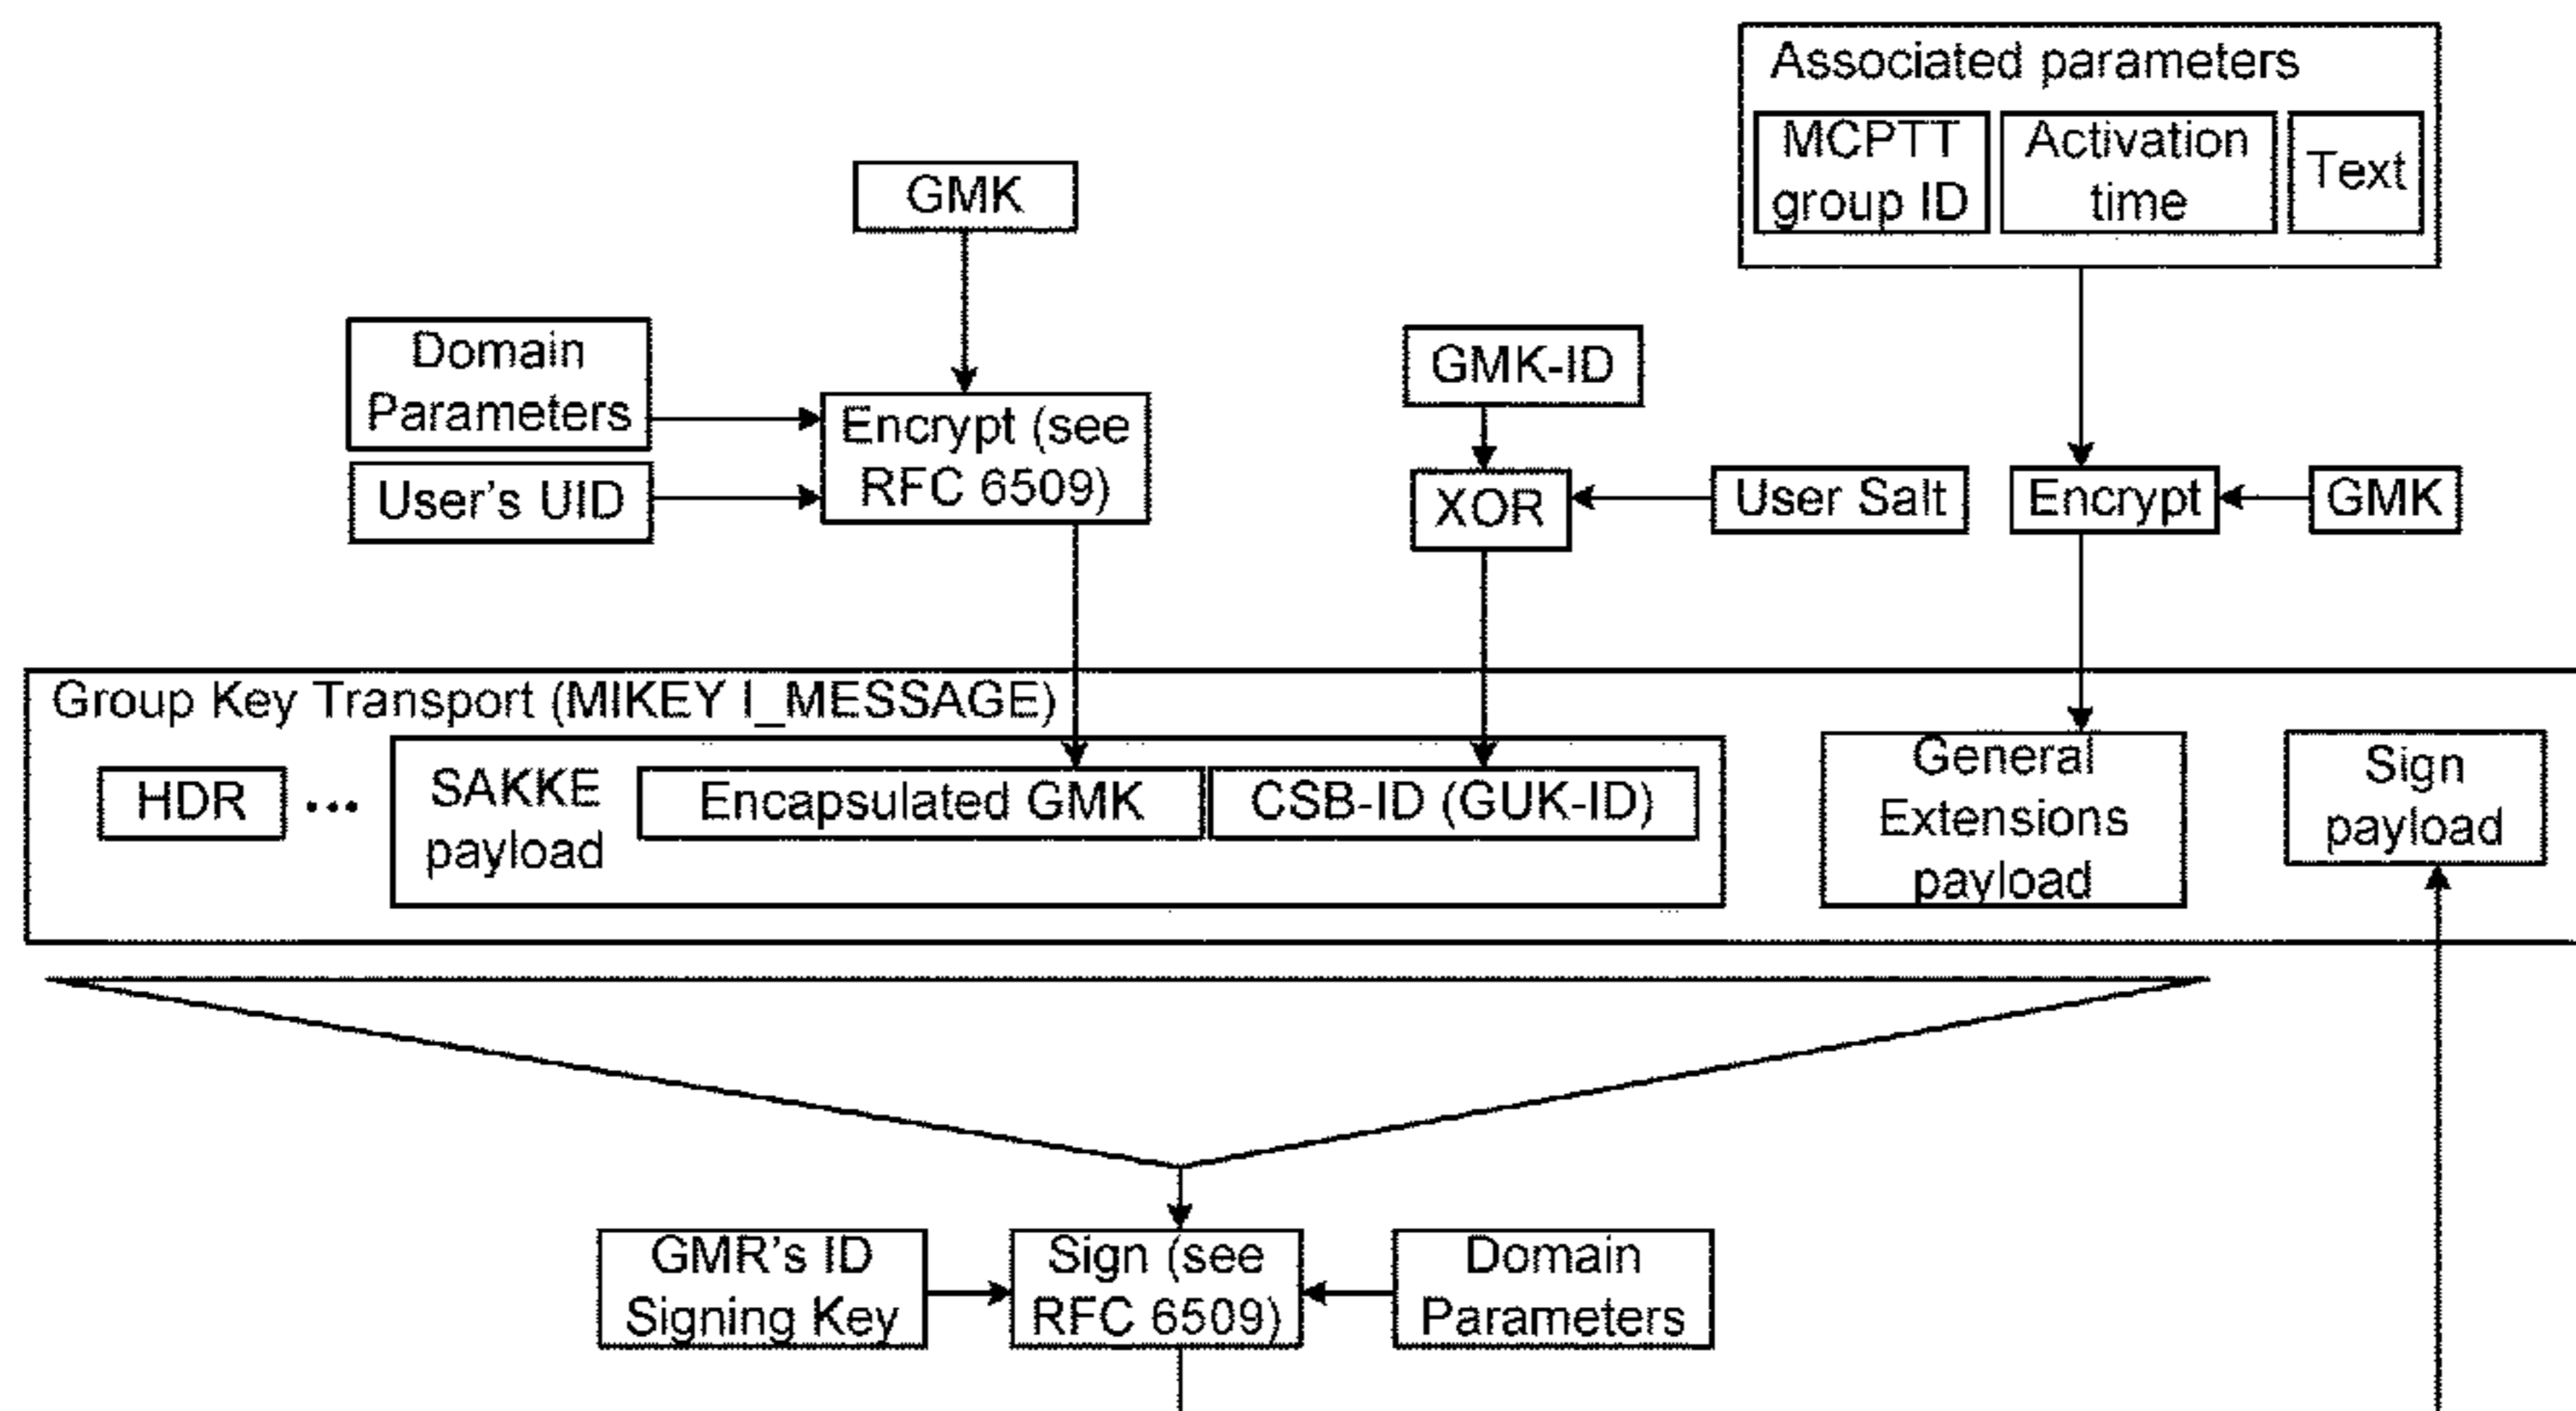 Associated parameters
MCPTT
group ID
Activation
time
Text
GMK
Domain
Parameters
User's UID
Encrypt (see
RFC 6509)
GMK-ID
XOR
User Salt
Encrypt
GMK
Group Key Transport (MIKEY I_MESSAGE)
HDR
...
SAKKE
payload
Encapsulated GMK
CSB-ID (GUK-ID)
General
Extensions
payload
Sign
payload
GMR's ID
Signing Key
Sign (see
RFC 6509)
Domain
Parameters